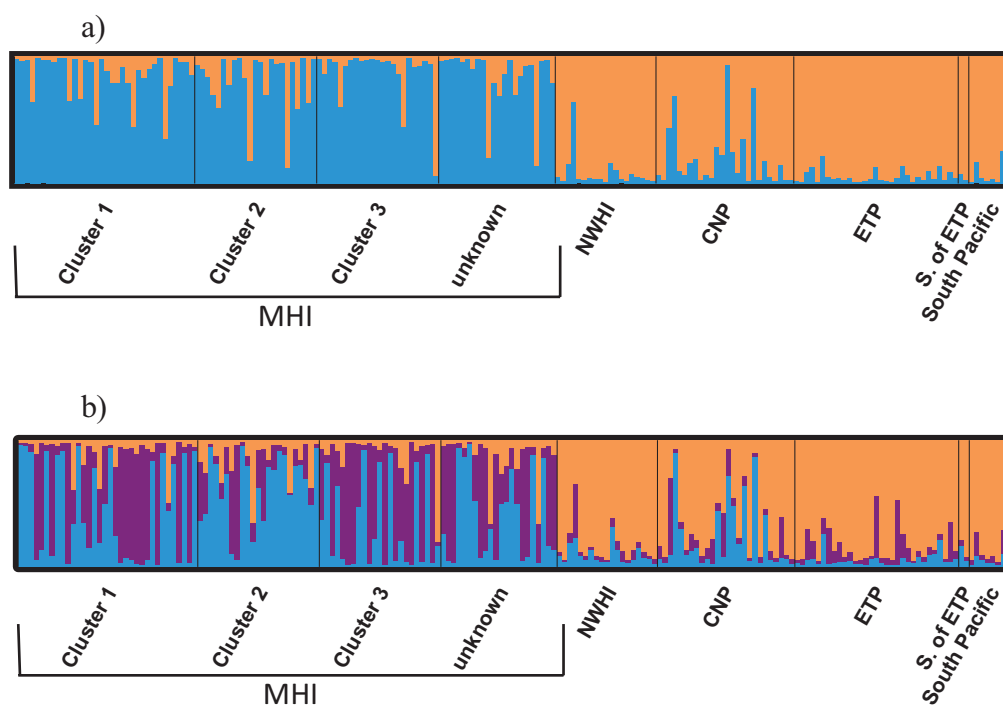 a)
Cluster 1
Cluster 2
Cluster 3
unknown
NWHI
CNP
ETP
S. of ETP
South Pacific
MHI
b)
Cluster 1
Cluster 2
Cluster 3
unknown
NWHI
CNP
ETP
S. of ETP
South Pacific
MHI